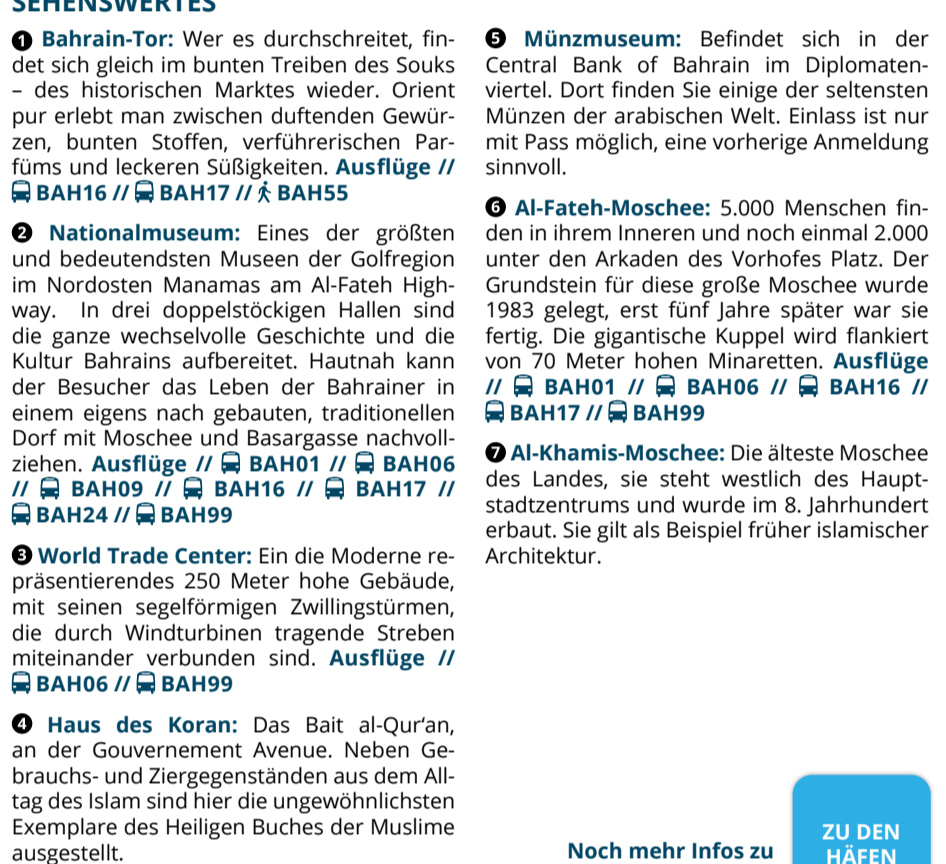 SEHENSWERTES
1 Bahrain-Tor: Wer es durchschreitet, fin-
det sich gleich im bunten Treiben des Souks
– des historischen Marktes wieder. Orient
pur erlebt man zwischen duftenden Gewür-
zen, bunten Stoffen, verführerischen Par-
füms und leckeren Süßigkeiten. Ausflüge //
BAH16 // BAH17 // BAH55
2 Nationalmuseum: Eines der größten
und bedeutendsten Museen der Golfregion
im Nordosten Manamas am Al-Fateh High-
way. In drei doppelstöckigen Hallen sind
die ganze wechselvolle Geschichte und die
Kultur Bahrains aufbereitet. Hautnah kann
der Besucher das Leben der Bahrainer in
einem eigens nach gebauten, traditionellen
Dorf mit Moschee und Basargasse nachvoll-
ziehen. Ausflüge // BAH01 // BAH06
// BAH09 // BAH16 // BAH17 //
BAH24 // BAH99
3 World Trade Center: Ein die Moderne re-
präsentierendes 250 Meter hohe Gebäude,
mit seinen segelförmigen Zwillingstürmen,
die durch Windturbinen tragende Streben
miteinander verbunden sind. Ausflüge //
BAH06 // BAH99
4 Haus des Koran: Das Bait al-Qur‘an,
an der Gouvernement Avenue. Neben Ge-
brauchs- und Ziergegenständen aus dem All-
tag des Islam sind hier die ungewöhnlichsten
Exemplare des Heiligen Buches der Muslime
ausgestellt.
5 Münzmuseum: Befindet sich in der
Central Bank of Bahrain im Diplomaten-
viertel. Dort finden Sie einige der seltensten
Münzen der arabischen Welt. Einlass ist nur
mit Pass möglich, eine vorherige Anmeldung
sinnvoll.
6 Al-Fateh-Moschee: 5.000 Menschen fin-
den in ihrem Inneren und noch einmal 2.000
unter den Arkaden des Vorhofes Platz. Der
Grundstein für diese große Moschee wurde
1983 gelegt, erst fünf Jahre später war sie
fertig. Die gigantische Kuppel wird flankiert
von 70 Meter hohen Minaretten. Ausflüge
// BAH01 // BAH06 // BAH16 //
BAH17 // BAH99
7 Al-Khamis-Moschee: Die älteste Moschee
des Landes, sie steht westlich des Haupt-
stadtzentrums und wurde im 8. Jahrhundert
erbaut. Sie gilt als Beispiel früher islamischer
Architektur.
Noch mehr Infos zu
ZU DEN
HÄFEN